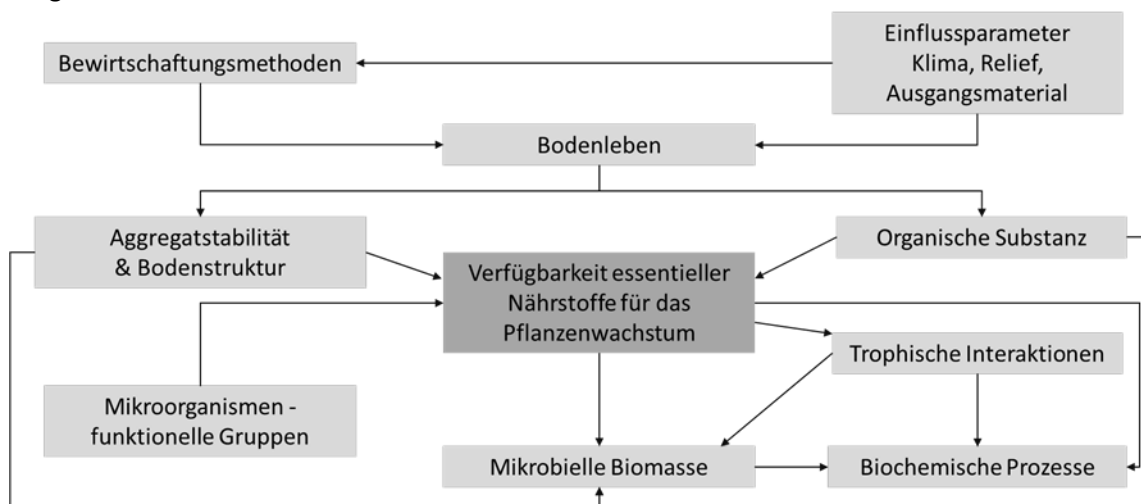 Einflussparameter
Klima, Relief,
Ausgangsmaterial
Bewirtschaftungsmethoden
Bodenleben
Aggregatstabilität
& Bodenstruktur
Organische Substanz
Verfügbarkeit essentieller
Nährstoffe für das
Pflanzenwachstum
Trophische Interaktionen
Mikroorganismen -
funktionelle Gruppen
Mikrobielle Biomasse
Biochemische Prozesse